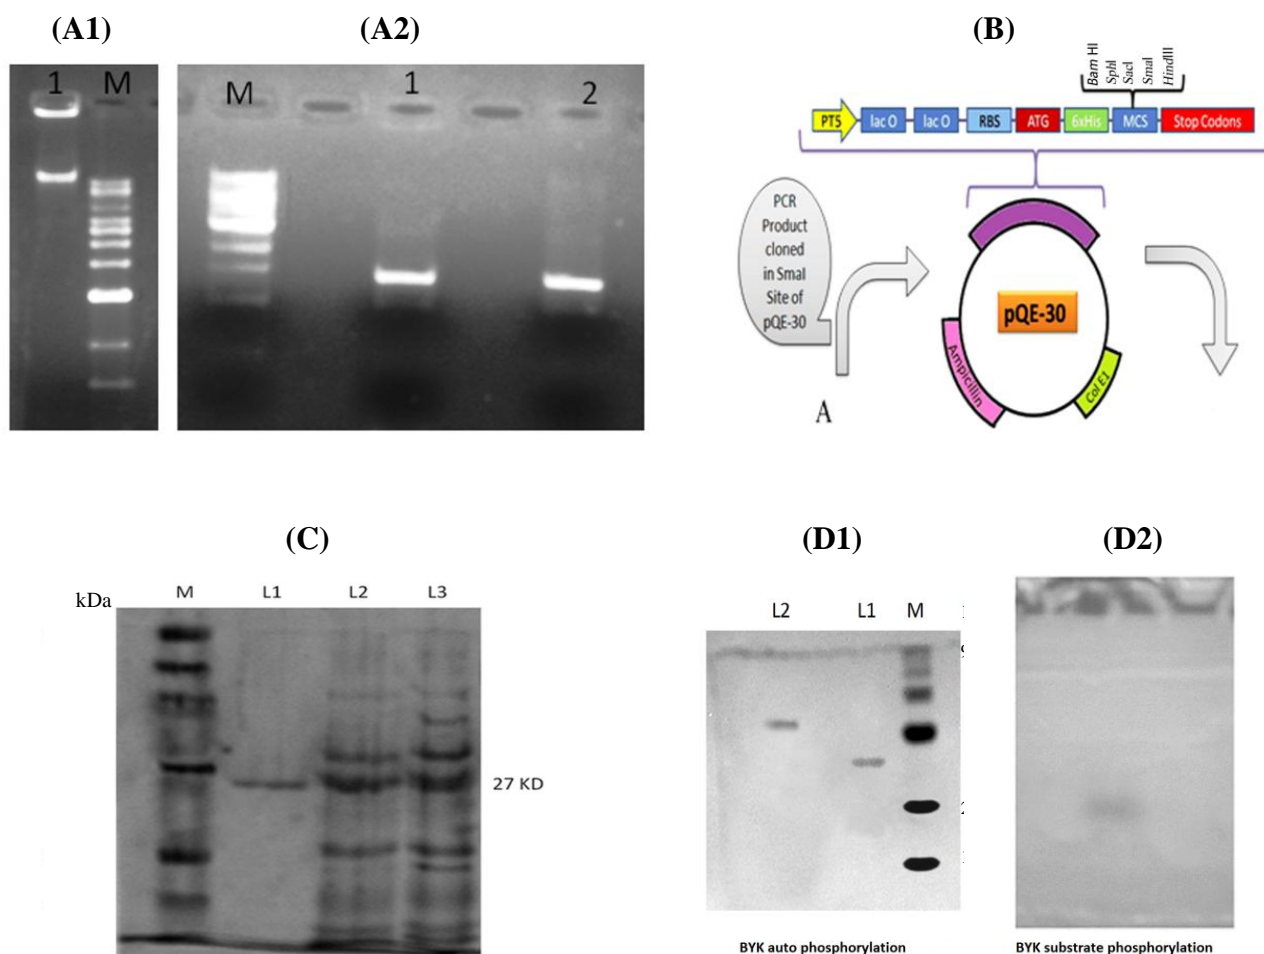 (A1)
(A2)
(B)
1 M
M 1 2
Bam HI
SphI
SacI
SmaI
HindIII
PT5 lac O lac O RBS ATG 6xHis MCS Stop Codons
PCR
Product
cloned
in SmaI
Site of
pQE-30
pQE-30
Ampicillin
Col E1
A
(C)
(D1)
(D2)
kDa
M L1 L2 L3
27 KD
L2 L1 M
BYK auto phosphorylation
BYK substrate phosphorylation